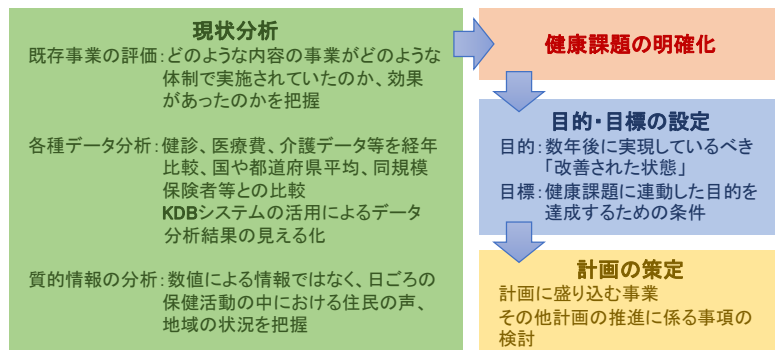 現状分析
既存事業の評価:どのような内容の事業がどのような
体制で実施されていたのか、効果
があったのかを把握
各種データ分析:健診、医療費、介護データ等を経年
比較、国や都道府県平均、同規模
保険者等との比較
KDBシステムの活用によるデータ
分析結果の見える化
質的情報の分析:数値による情報ではなく、日ごろの
保健活動の中における住民の声、
地域の状況を把握
健康課題の明確化
目的・目標の設定
目的:数年後に実現しているべき
「改善された状態」
目標:健康課題に連動した目的を
達成するための条件
計画の策定
計画に盛り込む事業
その他計画の推進に係る事項の
検討